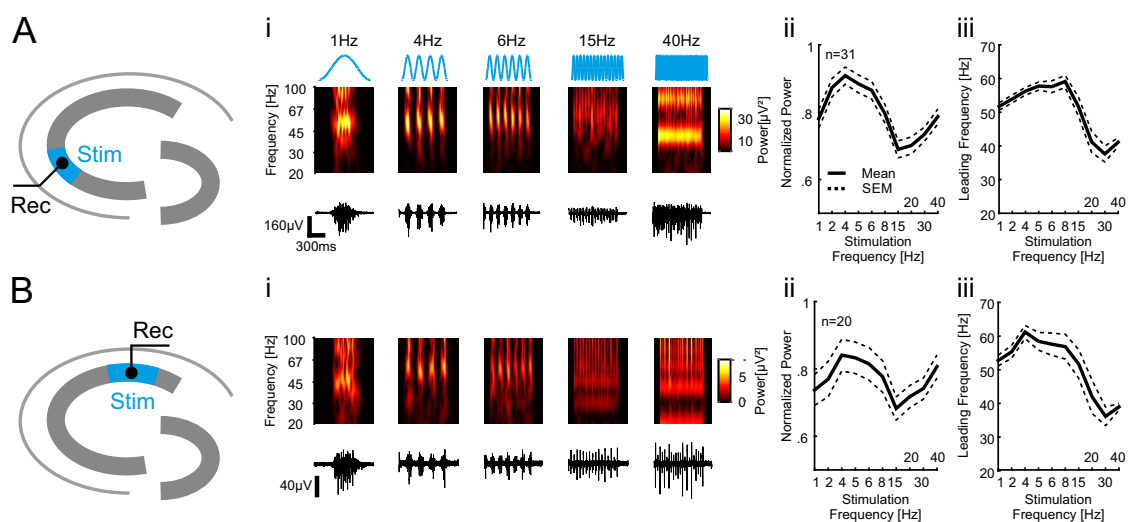 A
Stim
Rec
i
1Hz
4Hz
6Hz
15Hz
40Hz
Frequency [Hz]
100
67
45
30
20
30
10
Power[µV²]
160µV
300ms
ii
n=31
Normalized Power
1
.8
.6
Mean
SEM
20
40
1 2 4 5 6 8 15 30
Stimulation
Frequency [Hz]
iii
Leading Frequency [Hz]
70
60
50
40
30
20
20
40
1 2 4 5 6 8 15 30
Stimulation
Frequency [Hz]
B
Rec
Stim
i
Frequency [Hz]
100
67
45
30
20
5
0
Power[µV²]
40µV
ii
n=20
Normalized Power
1
.8
.6
20
40
1 2 4 5 6 8 15 30
Stimulation
Frequency [Hz]
iii
Leading Frequency [Hz]
70
60
50
40
30
20
20
40
1 2 4 5 6 8 15 30
Stimulation
Frequency [Hz]